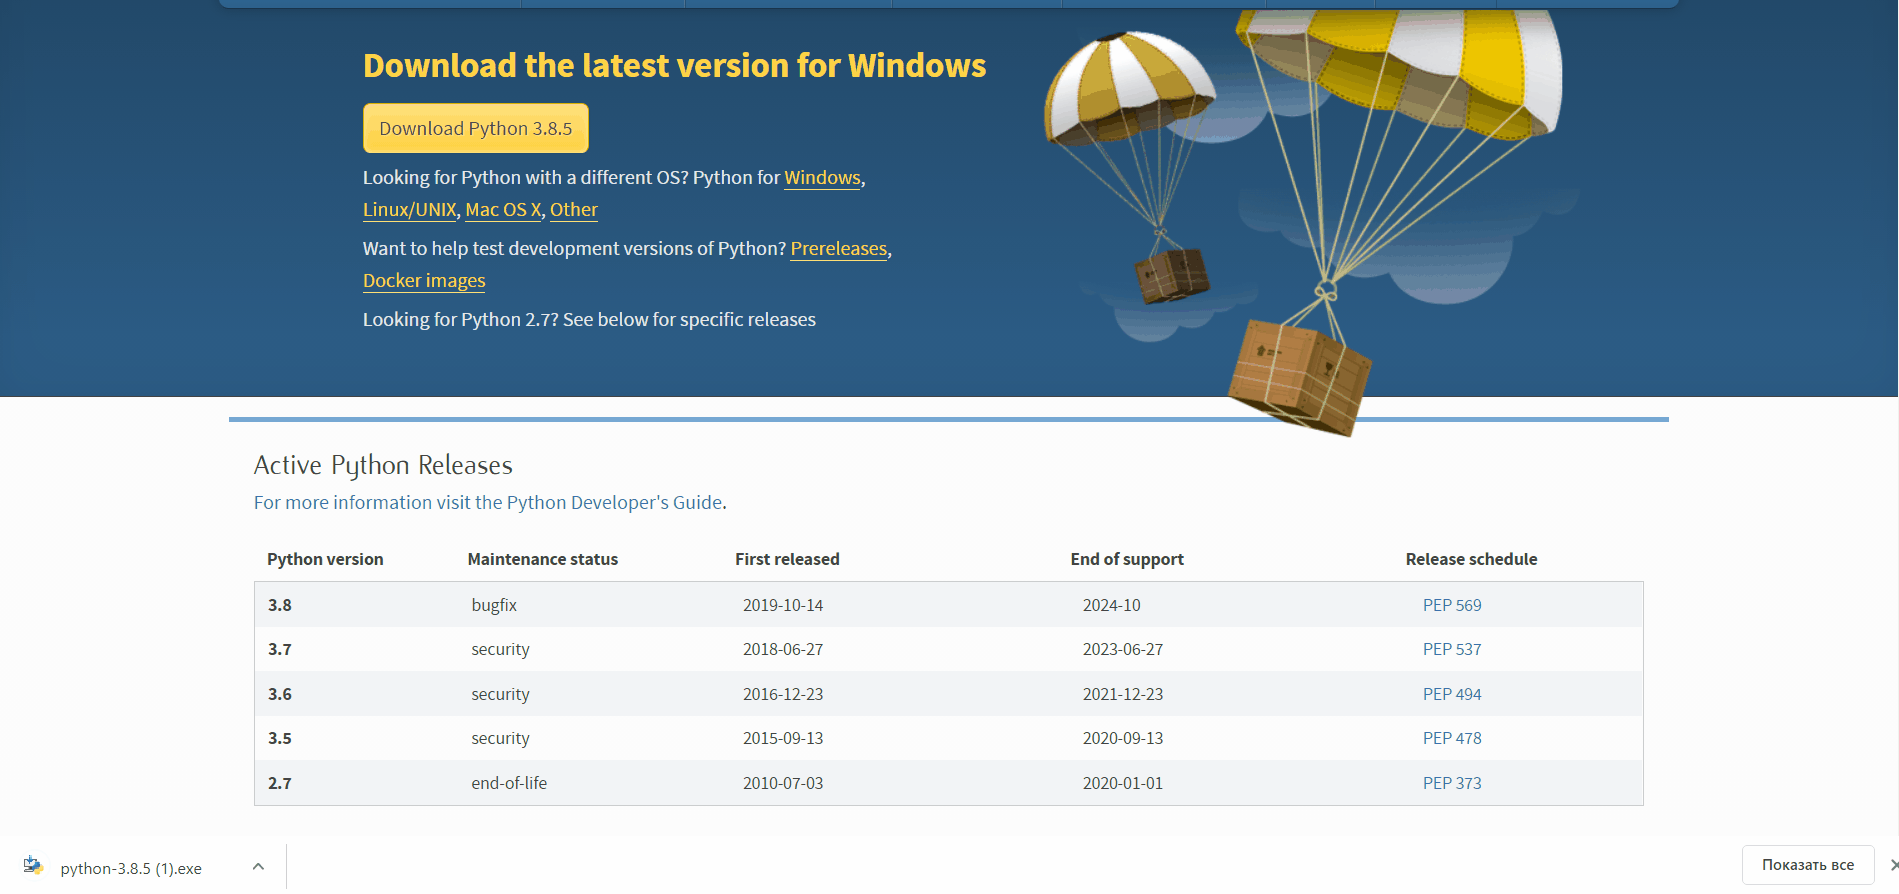 Download the latest version for Windows
Download Python 3.8.5
Looking for Python with a different OS? Python for Windows,
Linux/UNIX, Mac OS X, Other
Want to help test development versions of Python? Prereleases,
Docker images
Looking for Python 2.7? See below for specific releases
Active Python Releases
For more information visit the Python Developer's Guide.
Python version Maintenance status First released End of support Release schedule
3.8 bugfix 2019-10-14 2024-10 PEP 569
3.7 security 2018-06-27 2023-06-27 PEP 537
3.6 security 2016-12-23 2021-12-23 PEP 494
3.5 security 2015-09-13 2020-09-13 PEP 478
2.7 end-of-life 2010-07-03 2020-01-01 PEP 373
python-3.8.5 (1).exe Показать все